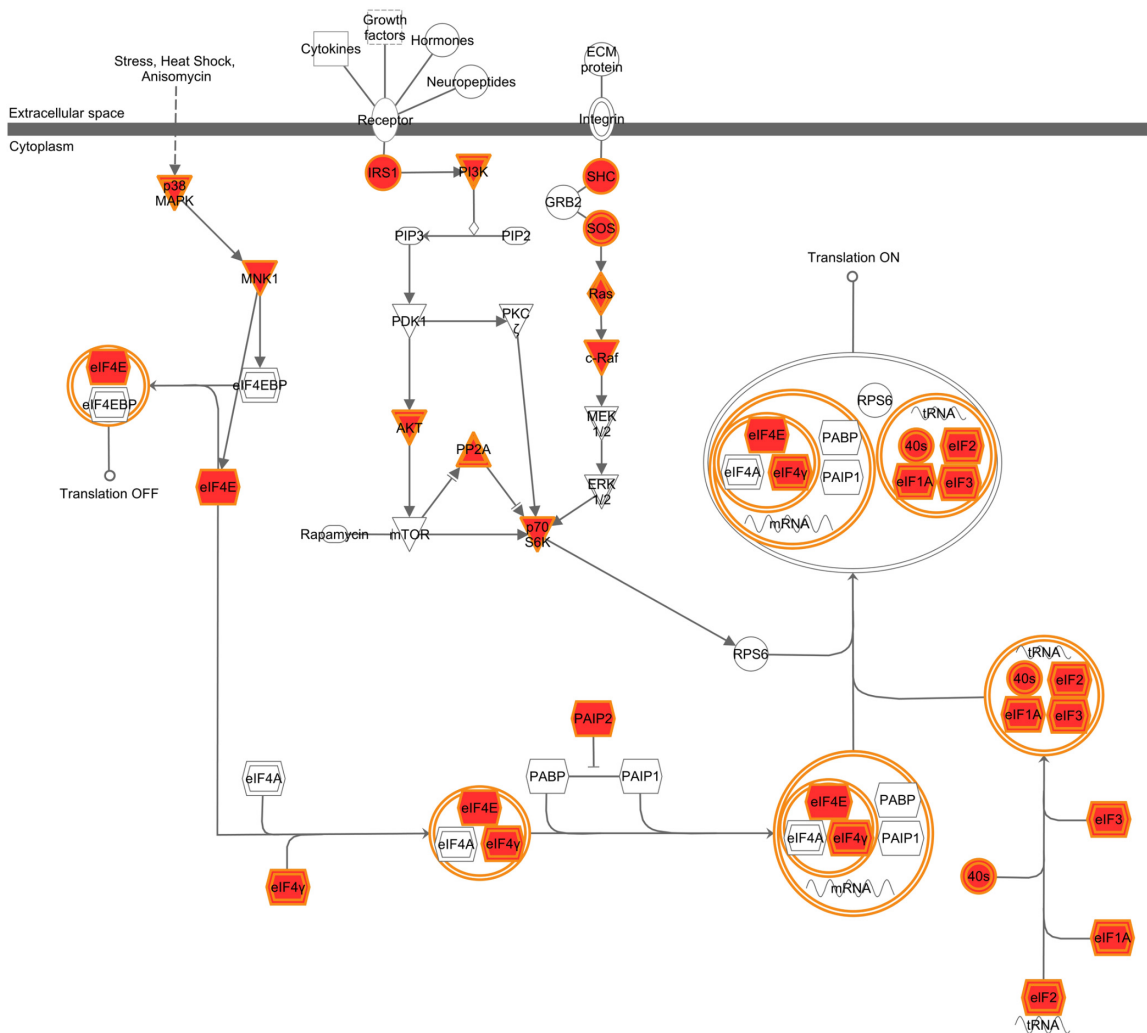 Growth
factors
Cytokines
Hormones
Neuropeptides
ECM
protein
Stress, Heat Shock,
Anisomycin
Extracellular space
Receptor
Integrin
Cytoplasm
p38
MAPK
IRS1
PI3K
SHC
GRB2
SOS
PIP3
PIP2
Translation ON
MNK1
Ras
PDK1
PKC
ζ
c-Raf
eIF4E
eIF4EBP
eIF4EBP
RPS6
tRNA
MEK
1/2
AKT
PP2A
eIF4E
PABP
40s
eIF2
eIF4A
eIF4γ
PAIP1
eIF1A
eIF3
Translation OFF
eIF4E
ERK
1/2
mRNA
Rapamycin
mTOR
p70
S6K
RPS6
tRNA
40s
eIF2
eIF1A
eIF3
PAIP2
eIF4A
PABP
PAIP1
eIF4E
eIF4A
eIF4γ
eIF4E
PABP
eIF4A
eIF4γ
PAIP1
eIF3
mRNA
eIF4γ
40s
eIF1A
eIF2
tRNA